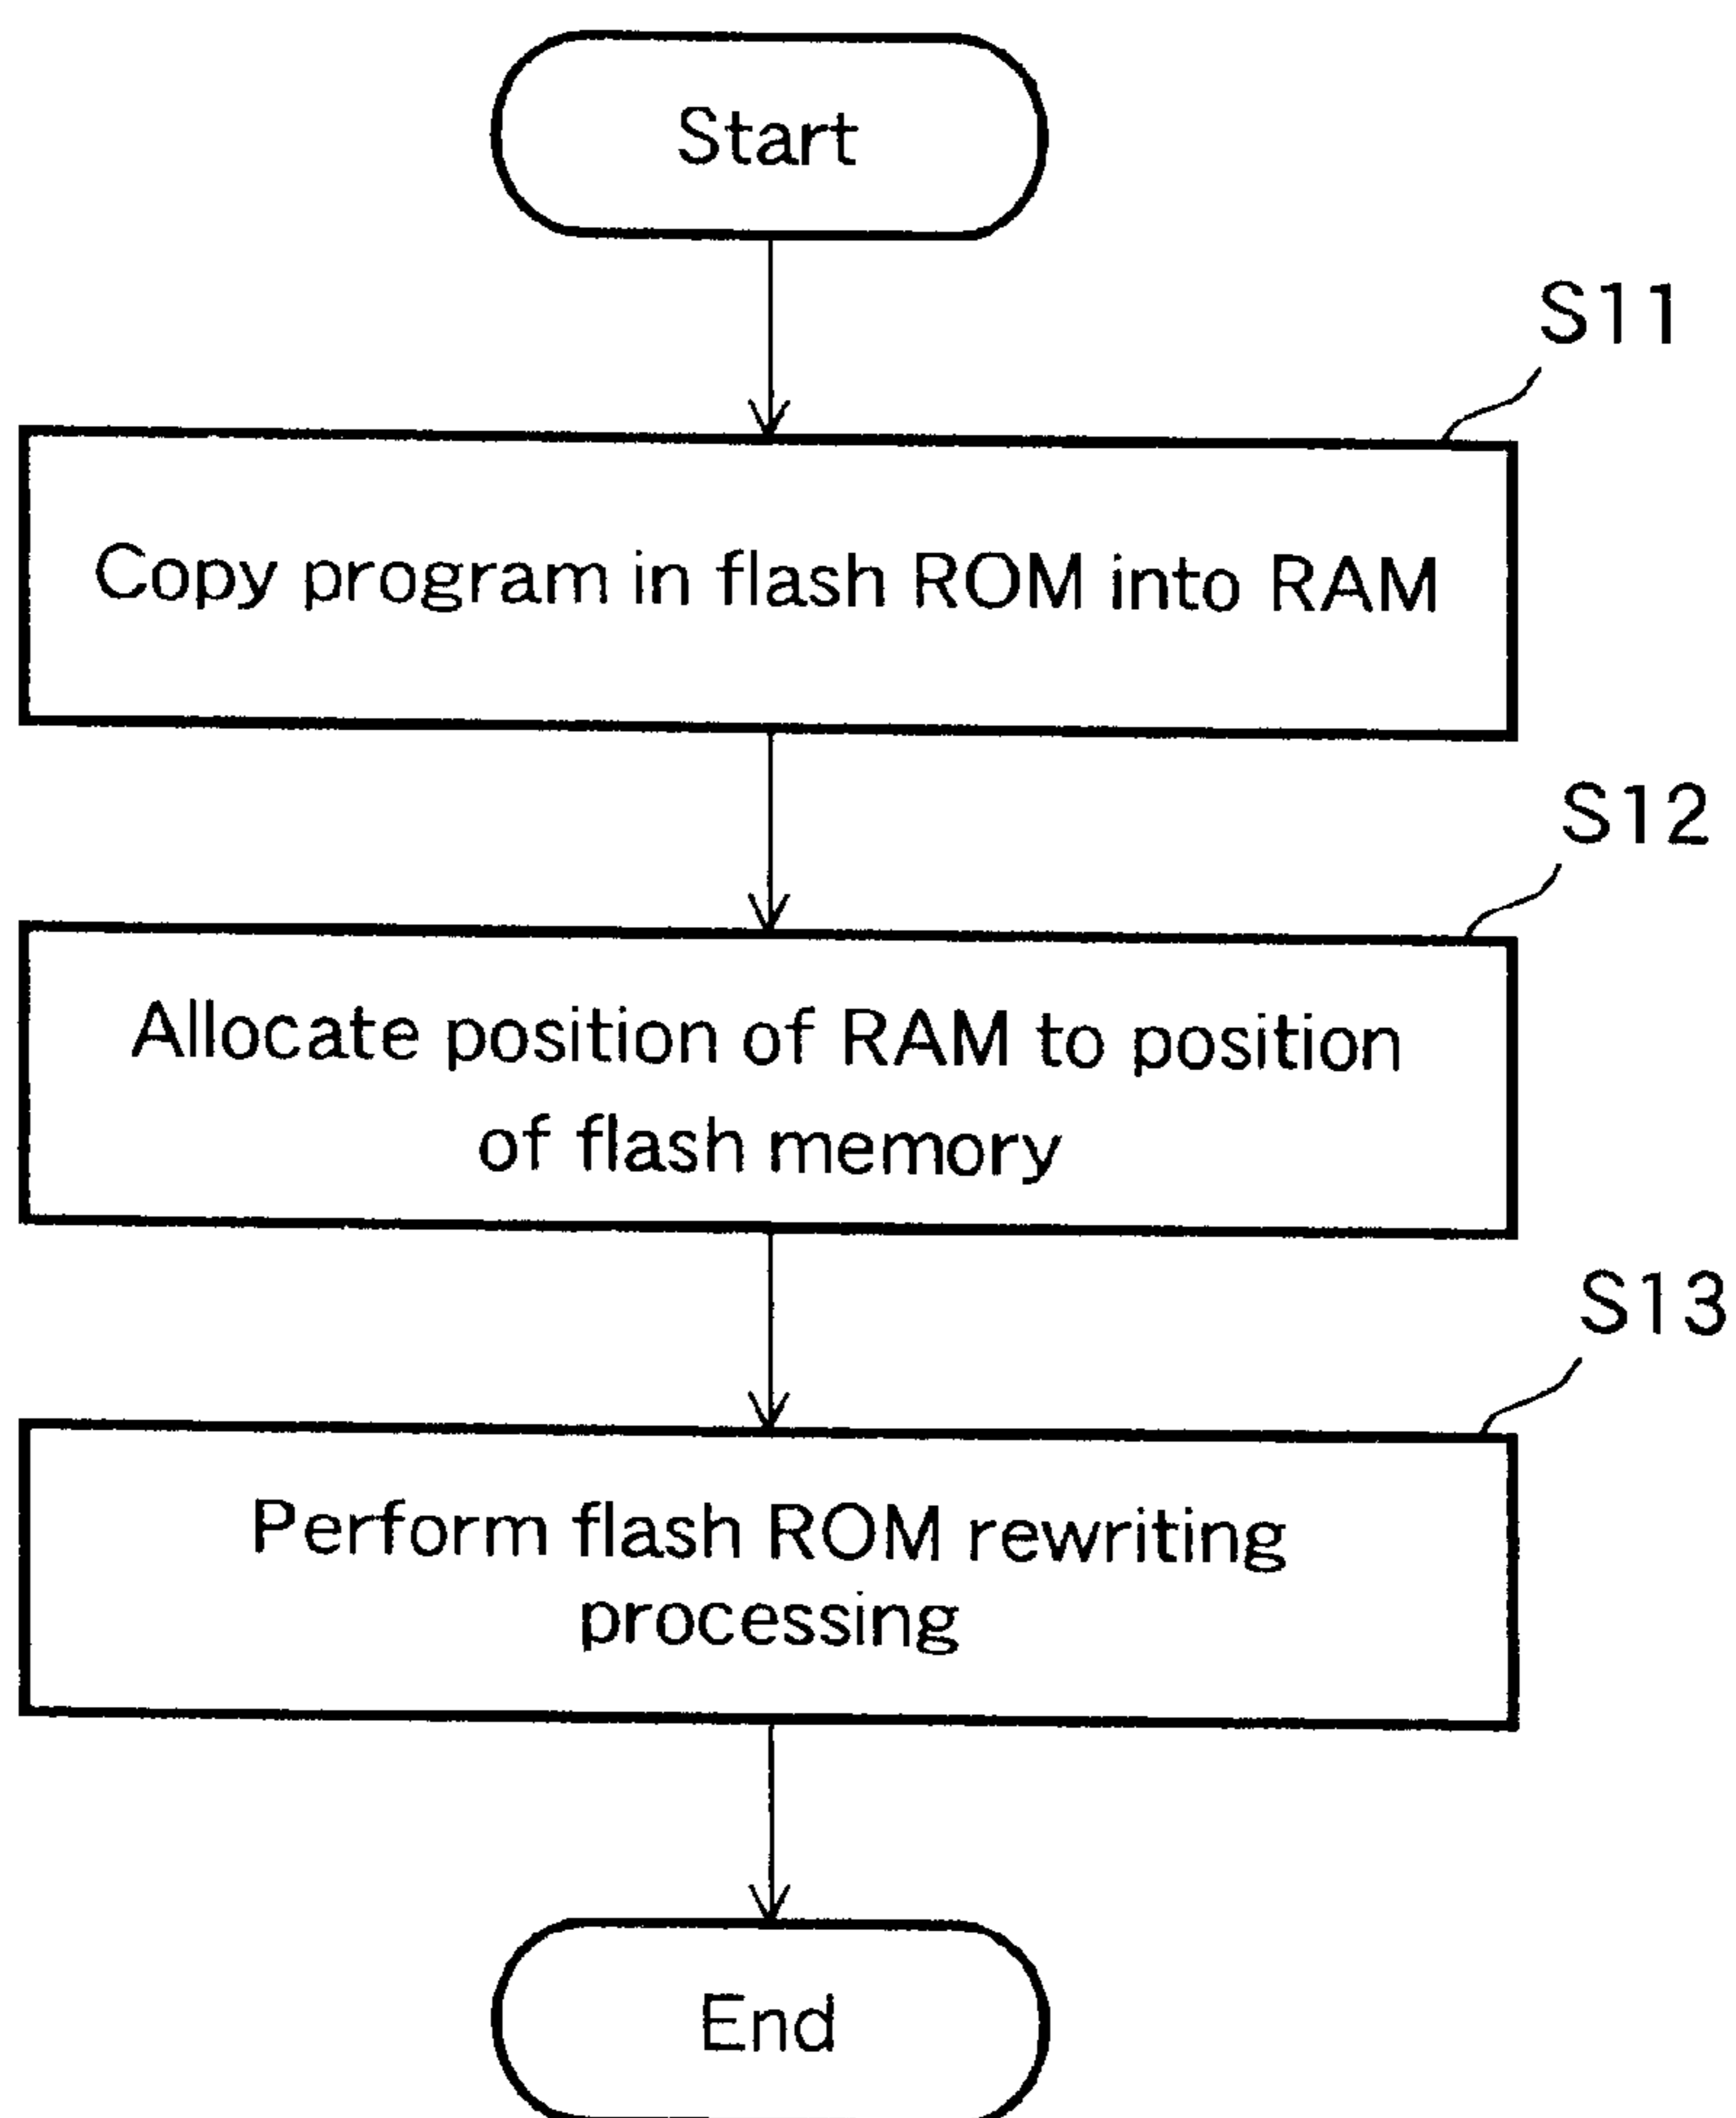 Start
S11
Copy program in flash ROM into RAM
S12
Allocate position of RAM to position
of flash memory
S13
Perform flash ROM rewriting
processing
End